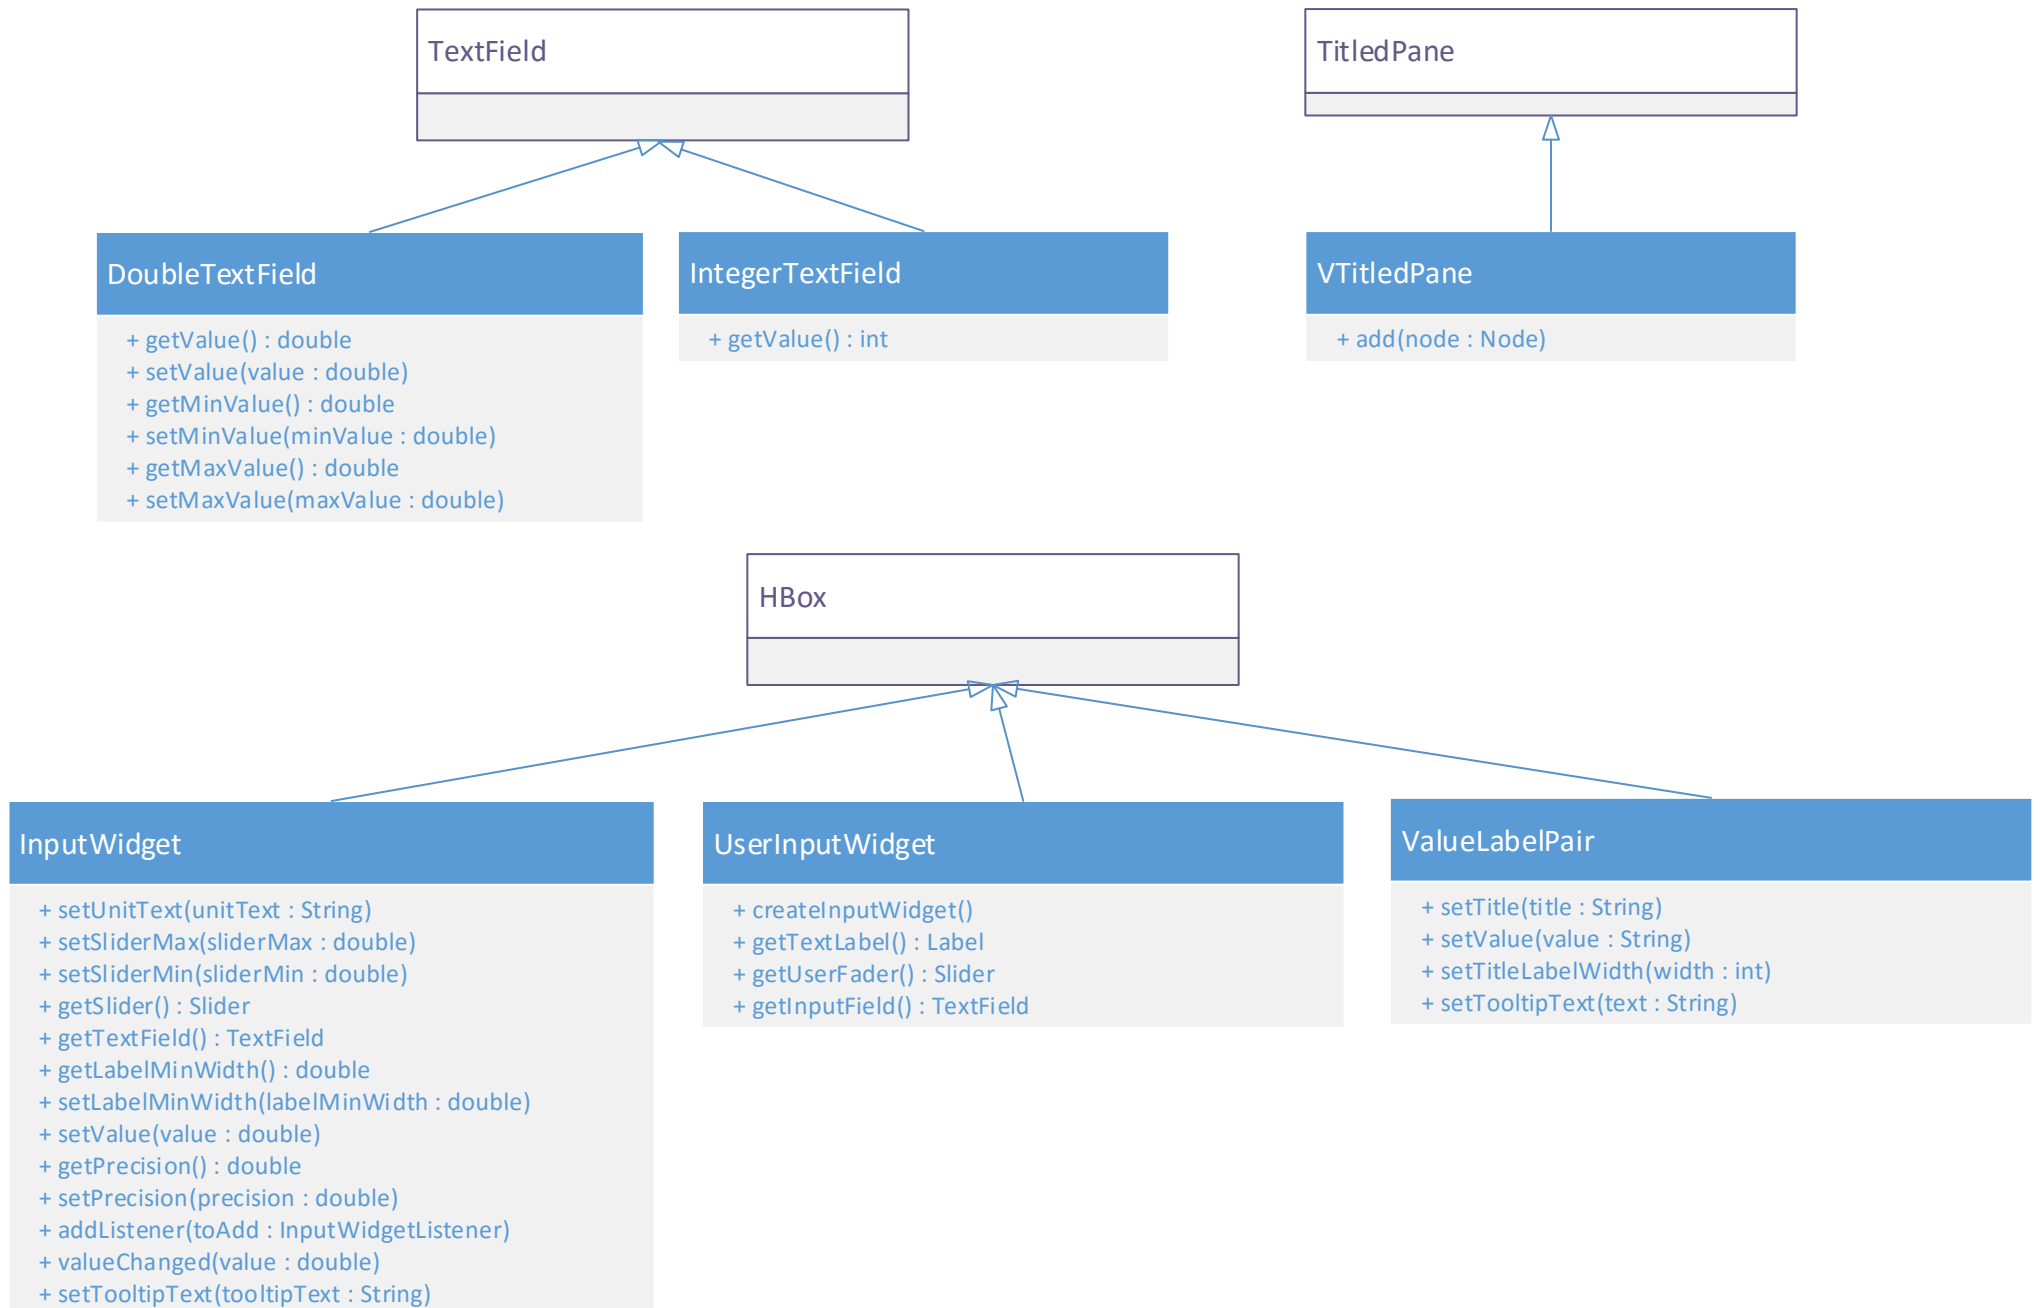 TextField
TitledPane
DoubleTextField
+ getValue() : double
+ setValue(value : double)
+ getMinValue() : double
+ setMinValue(minValue : double)
+ getMaxValue() : double
+ setMaxValue(maxValue : double)
IntegerTextField
+ getValue() : int
VTitledPane
+ add(node : Node)
HBox
InputWidget
+ setUnitText(unitText : String)
+ setSliderMax(sliderMax : double)
+ setSliderMin(sliderMin : double)
+ getSlider() : Slider
+ getTextField() : TextField
+ getLabelMinWidth() : double
+ setLabelMinWidth(labelMinWidth : double)
+ setValue(value : double)
+ getPrecision() : double
+ setPrecision(precision : double)
+ addListener(toAdd : InputWidgetListener)
+ valueChanged(value : double)
+ setTooltipText(tooltipText : String)
UserInputWidget
+ createInputWidget()
+ getTextLabel() : Label
+ getUserFader() : Slider
+ getInputField() : TextField
ValueLabelPair
+ setTitle(title : String)
+ setValue(value : String)
+ setTitleLabelWidth(width : int)
+ setTooltipText(text : String)